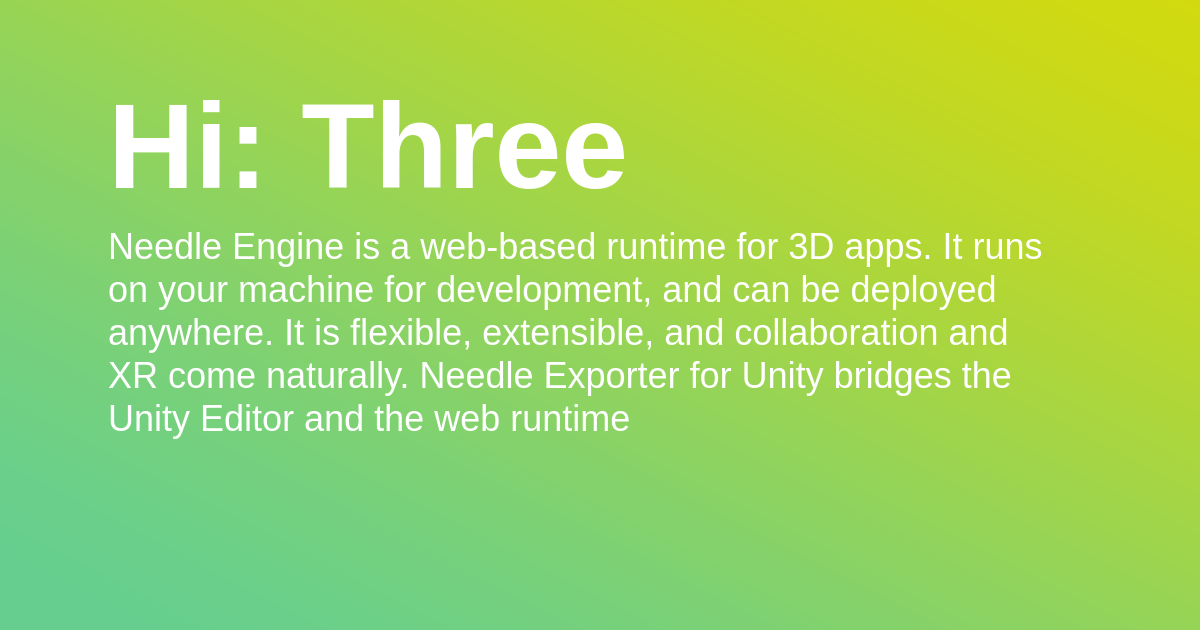 Hi: Three
Needle Engine is a web-based runtime for 3D apps. It runs
on your machine for development, and can be deployed
anywhere. It is flexible, extensible, and collaboration and
XR come naturally. Needle Exporter for Unity bridges the
Unity Editor and the web runtime